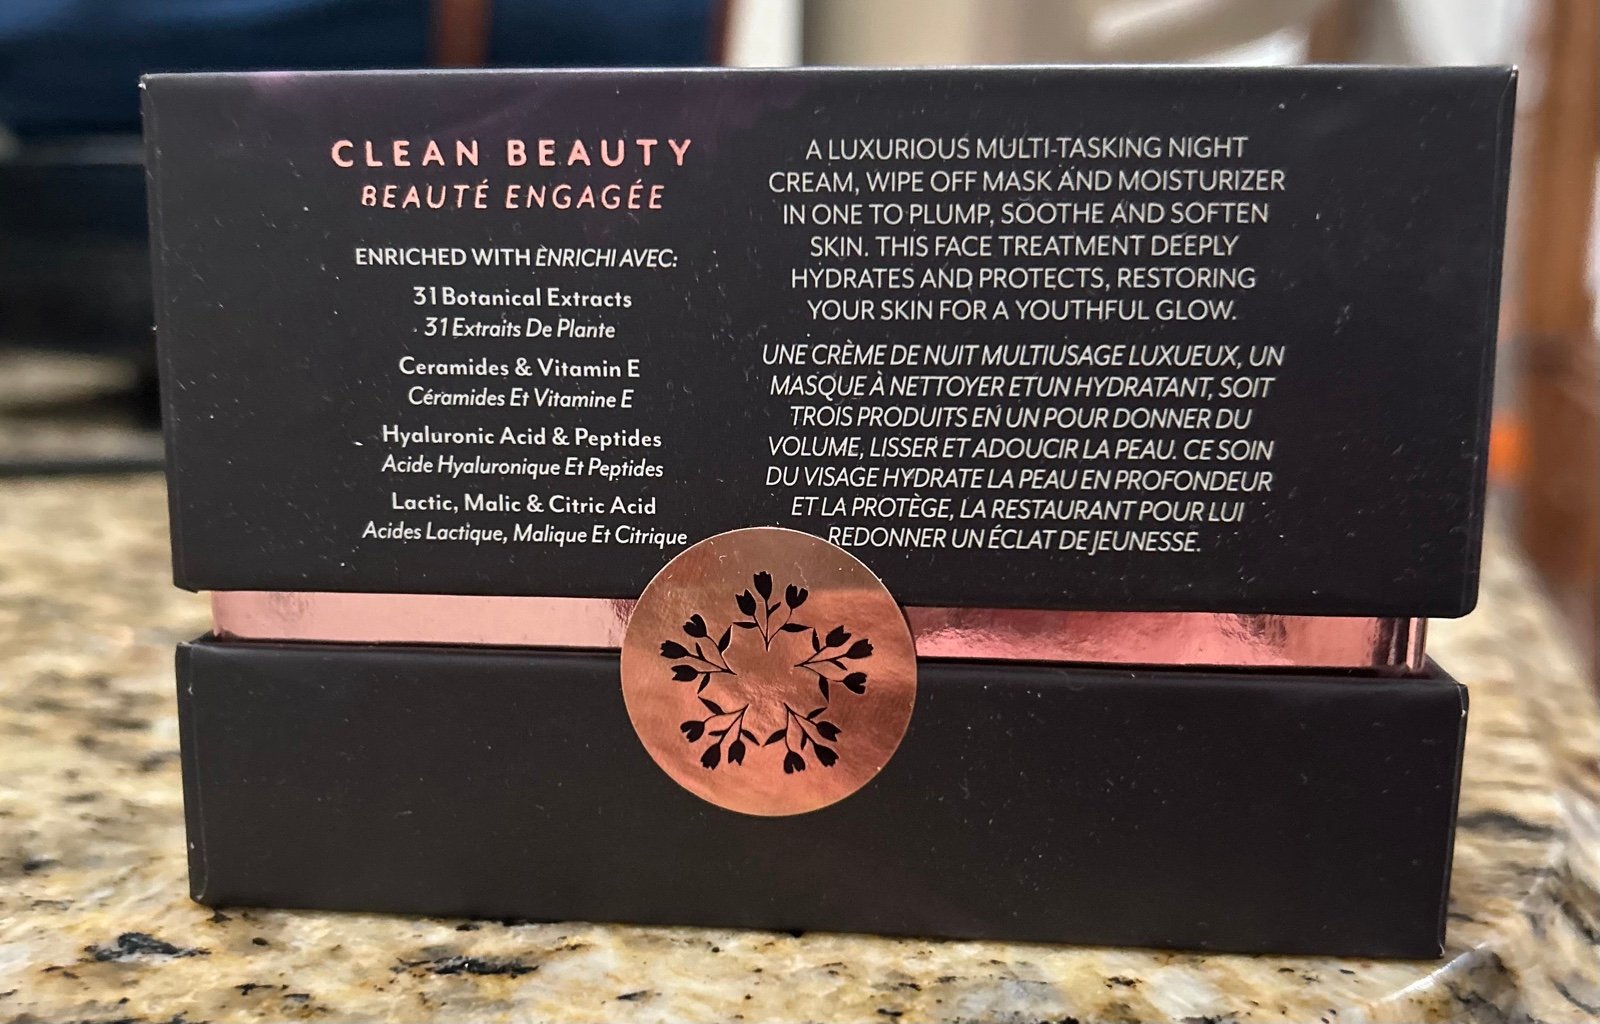 CLEAN BEAUTY
BEAUTÉ ENGAGÉE
ENRICHED WITH ÈNRICHI AVEC:
31 Botanical Extracts
31 Extraits De Plante
Ceramides & Vitamin E
Céramides Et Vitamine E
Hyaluronic Acid & Peptides
Acide Hyaluronique Et Peptides
Lactic, Malic & Citric Acid
Acides Lactique, Malique Et Citrique
A LUXURIOUS MULTI-TASKING NIGHT
CREAM, WIPE OFF MASK AND MOISTURIZER
IN ONE TO PLUMP, SOOTHE AND SOFTEN
SKIN. THIS FACE TREATMENT DEEPLY
HYDRATES AND PROTECTS, RESTORING
YOUR SKIN FOR A YOUTHFUL GLOW.
UNE CRÈME DE NUIT MULTIUSAGE LUXUEUX, UN
MASQUE À NETTOYER ET UN HYDRATANT, SOIT
TROIS PRODUITS EN UN POUR DONNER DU
VOLUME, LISSER ET ADOUCIR LA PEAU. CE SOIN
DU VISAGE HYDRATE LA PEAU EN PROFONDEUR
ET LA PROTÈGE, LA RESTAURANT POUR LUI
REDONNER UN ÉCLAT DE JEUNESSE.